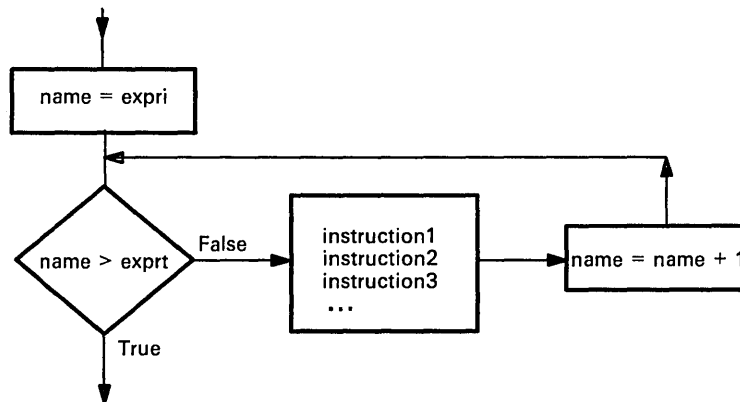 name = expri
name > exprt
False
instruction1
instruction2
instruction3
...
name = name + 1
True